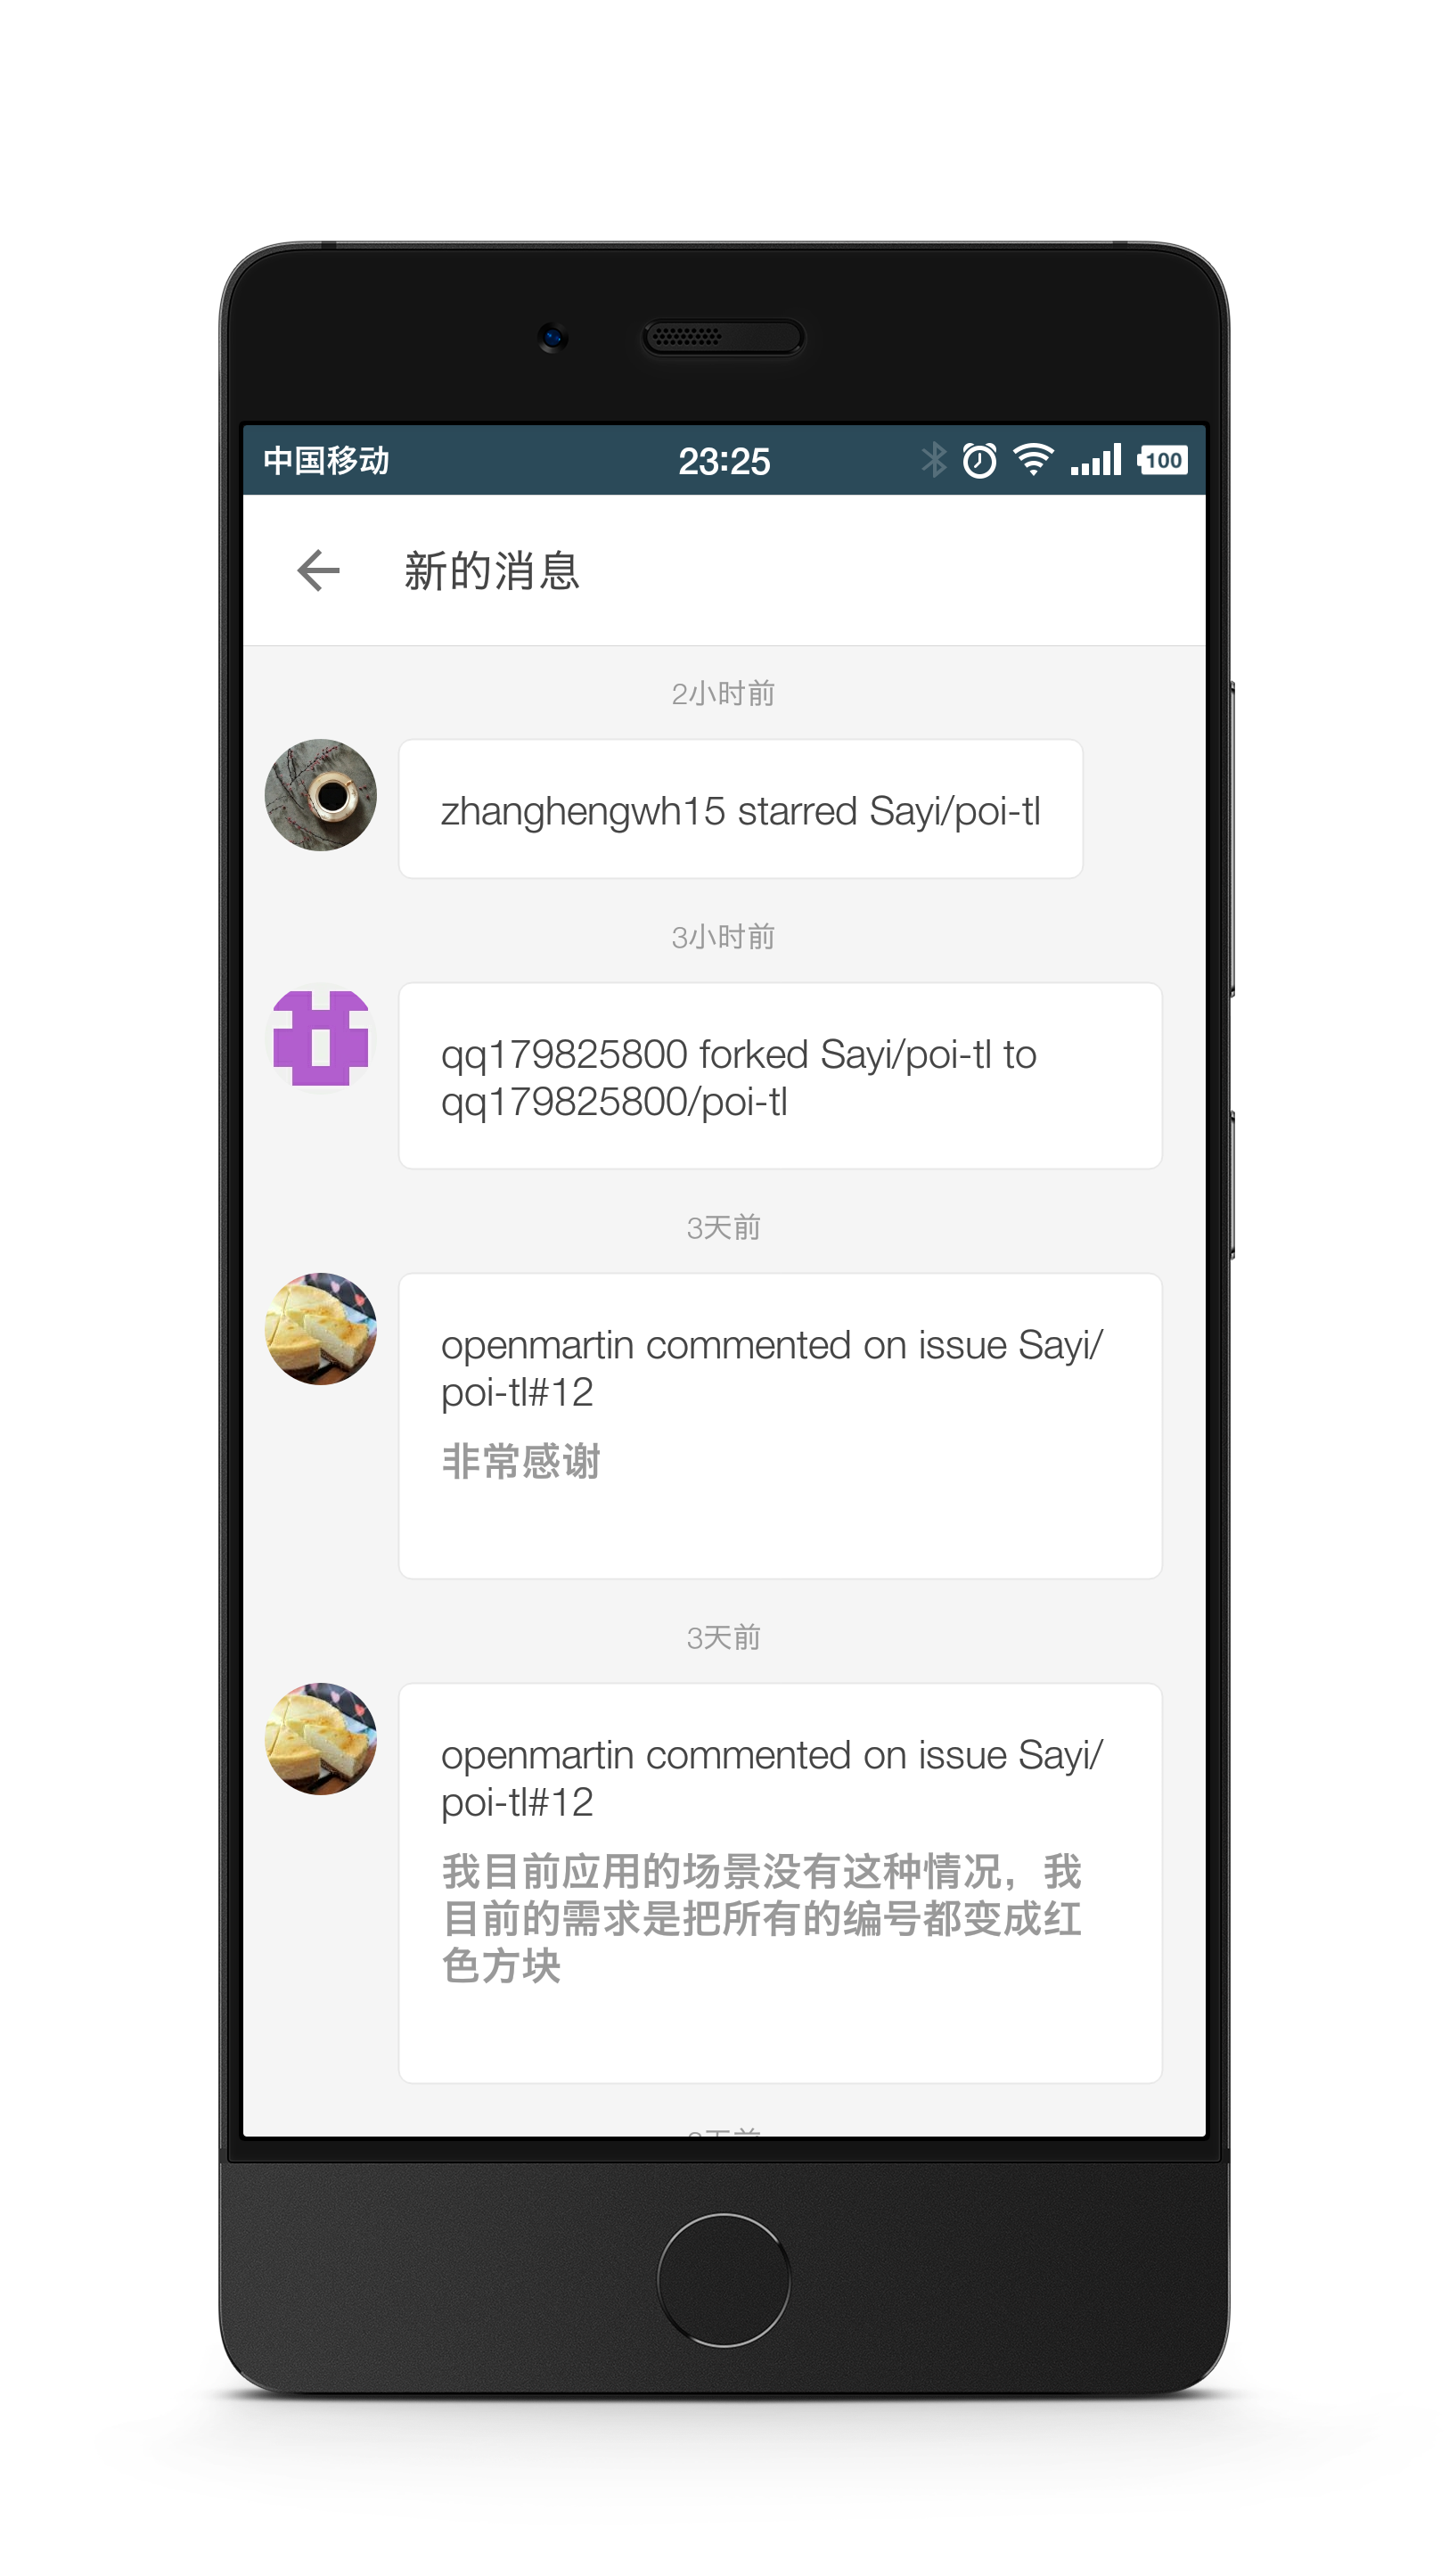 中国移动 23:25 100
新的消息
2小时前
zhanghengwh15 starred Sayi/poi-tl
3小时前
qq179825800 forked Sayi/poi-tl to
qq179825800/poi-tl
3天前
openmartin commented on issue Sayi/
poi-tl#12
非常感谢
3天前
openmartin commented on issue Sayi/
poi-tl#12
我目前应用的场景没有这种情况，我
目前的需求是把所有的编号都变成红
色方块